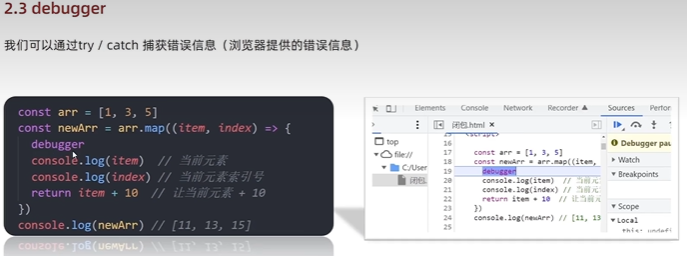 2.3 debugger
我们可以通过try / catch 捕获错误信息（浏览器提供的错误信息）
const arr = [1, 3, 5]
const newArr = arr.map((item, index) => {
debugger
console.log(item) // 当前元素
console.log(index) // 当前元素索引号
return item + 10 // 让当前元素 + 10
})
console.log(newArr) // [11, 13, 15]
Elements Console Network Recorder Sources Perform
top
file://
C:/User
闭包
闭包.html ×
16 <script>
17 const arr = [1, 3, 5]
18 const newArr = arr.map((item,
19 debugger
20 console.log(item) // 当前元
21 console.log(index) // 当前元
22 return item + 10 // 让当前
23 })
24 console.log(newArr) // [11, 13
25
Debugger pau
Watch
Breakpoints
Scope
Local
this: undef